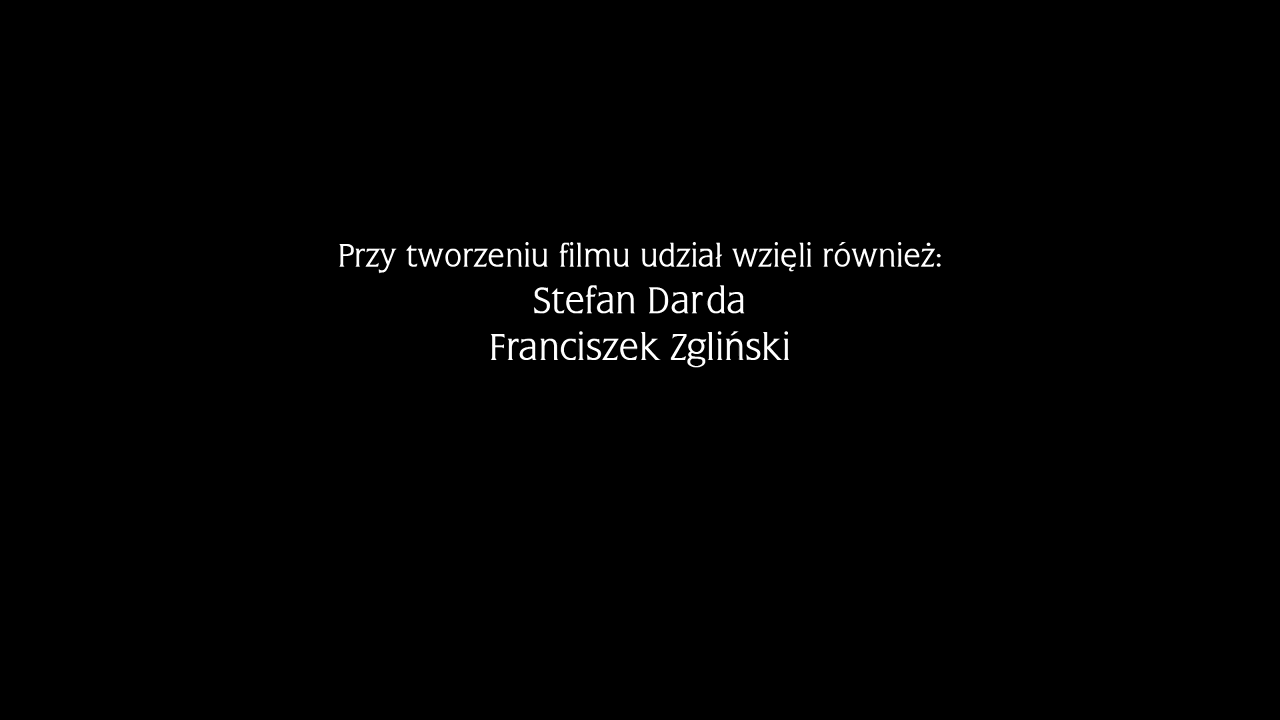 Przy tworzeniu filmu udział wzięli również:
Stefan Darda
Franciszek Zgliński